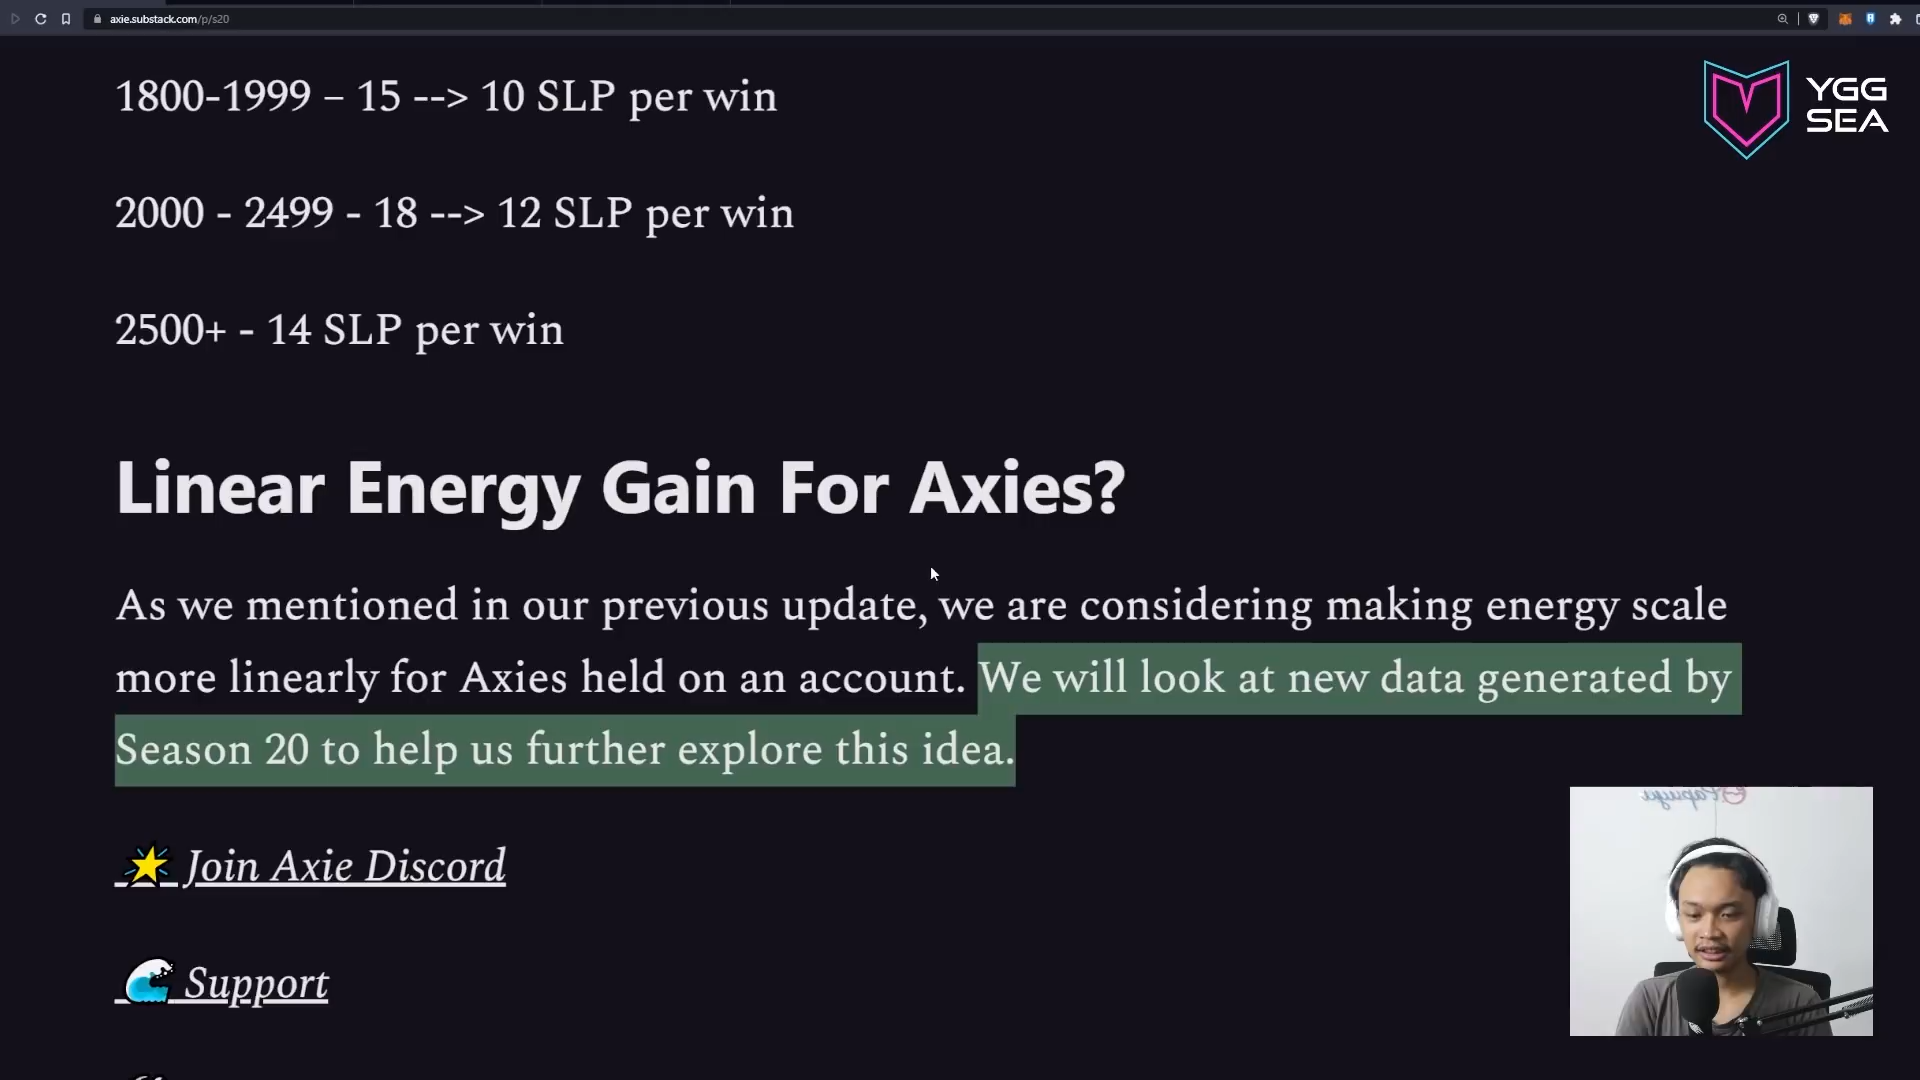 axie.substack.com/p/s20
1800-1999 – 15 --> 10 SLP per win
YGG
SEA
2000 - 2499 - 18 --> 12 SLP per win
2500+ - 14 SLP per win
Linear Energy Gain For Axies?
As we mentioned in our previous update, we are considering making energy scale
more linearly for Axies held on an account. We will look at new data generated by
Season 20 to help us further explore this idea.
Join Axie Discord
Support